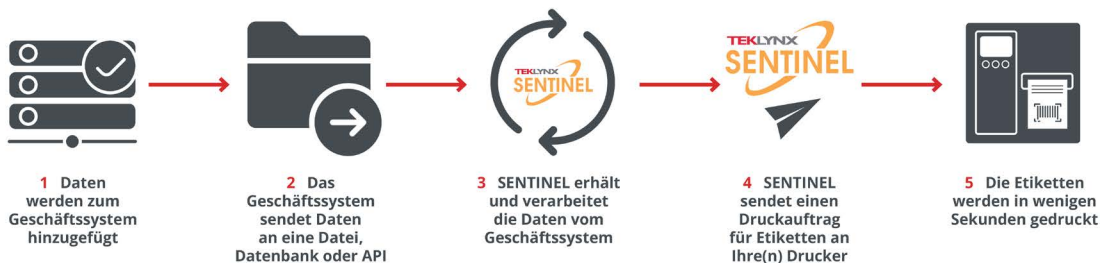 TEKLYNX
SENTINEL
TEKLYNX
SENTINEL
1 Daten
werden zum
Geschäftssystem
hinzugefügt
2 Das
Geschäftssystem
sendet Daten
an eine Datei,
Datenbank oder API
3 SENTINEL erhält
und verarbeitet
die Daten vom
Geschäftssystem
4 SENTINEL
sendet einen
Druckauftrag
für Etiketten an
Ihre(n) Drucker
5 Die Etiketten
werden in wenigen
Sekunden gedruckt